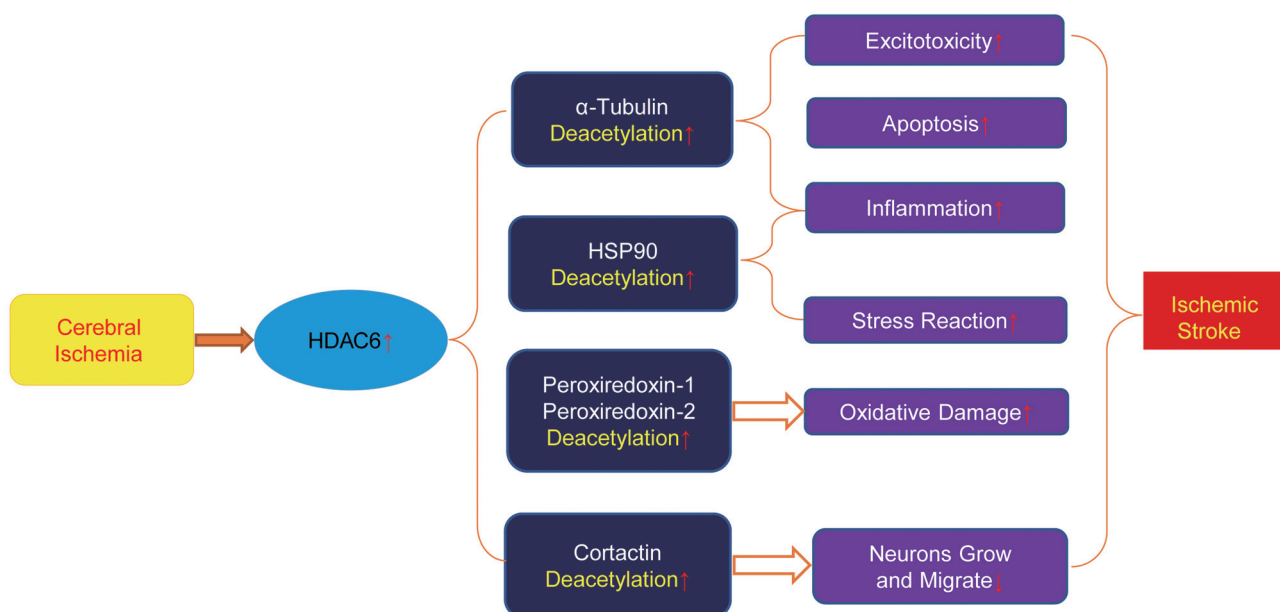 Cerebral
Ischemia
HDAC6↑
α-Tubulin
Deacetylation↑
HSP90
Deacetylation↑
Peroxiredoxin-1
Peroxiredoxin-2
Deacetylation↑
Cortactin
Deacetylation↑
Excitotoxicity↑
Apoptosis↑
Inflammation↑
Stress Reaction↑
Oxidative Damage↑
Neurons Grow
and Migrate↓
Ischemic
Stroke